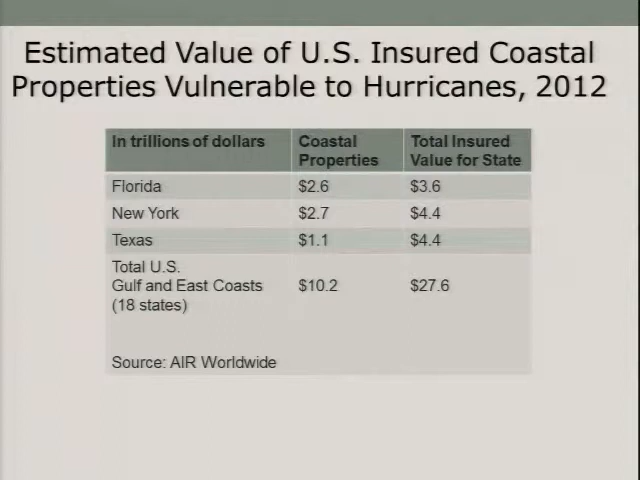 Estimated Value of U.S. Insured Coastal
Properties Vulnerable to Hurricanes, 2012
In trillions of dollars Coastal Properties Total Insured Value for State
Florida $2.6 $3.6
New York $2.7 $4.4
Texas $1.1 $4.4
Total U.S.
Gulf and East Coasts $10.2 $27.6
(18 states)
Source: AIR Worldwide